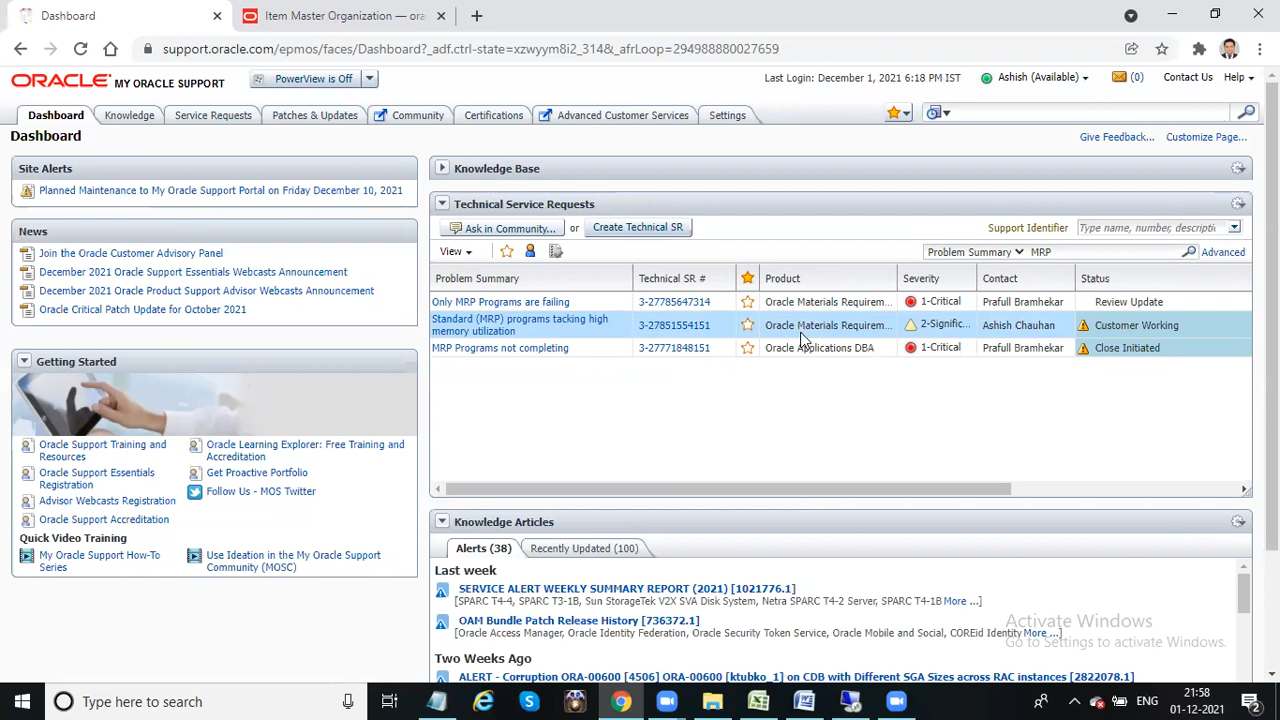 Dashboard
Item Master Organization — ora
support.oracle.com/epmos/faces/Dashboard?_adf.ctrl-state=xzwyym8i2_314&_afrLoop=294988880027659
ORACLE MY ORACLE SUPPORT
PowerView is Off
Last Login: December 1, 2021 6:18 PM IST
Ashish (Available)
(0)
Contact Us
Help
Dashboard
Knowledge
Service Requests
Patches & Updates
Community
Certifications
Advanced Customer Services
Settings
Dashboard
Give Feedback...
Customize Page...
Site Alerts
Planned Maintenance to My Oracle Support Portal on Friday December 10, 2021
News
Join the Oracle Customer Advisory Panel
December 2021 Oracle Support Essentials Webcasts Announcement
December 2021 Oracle Product Support Advisor Webcasts Announcement
Oracle Critical Patch Update for October 2021
Getting Started
Oracle Support Training and
Resources
Oracle Learning Explorer: Free Training and
Accreditation
Oracle Support Essentials
Registration
Get Proactive Portfolio
Advisor Webcasts Registration
Follow Us - MOS Twitter
Oracle Support Accreditation
Quick Video Training
My Oracle Support How-To
Series
Use Ideation in the My Oracle Support
Community (MOSC)
Knowledge Base
Technical Service Requests
Ask in Community...
or
Create Technical SR
Support Identifier
Type name, number, descripti
View
Problem Summary
MRP
Advanced
Problem Summary Technical SR # Product Severity Contact Status
Only MRP Programs are failing 3-27785647314 Oracle Materials Requirem... 1-Critical Prafull Bramhekar Review Update
Standard (MRP) programs tacking high
memory utilization 3-27851554151 Oracle Materials Requirem... 2-Signific... Ashish Chauhan Customer Working
MRP Programs not completing 3-27771848151 Oracle Applications DBA 1-Critical Prafull Bramhekar Close Initiated
Knowledge Articles
Alerts (38)
Recently Updated (100)
Last week
SERVICE ALERT WEEKLY SUMMARY REPORT (2021) [1021776.1]
[SPARC T4-4, SPARC T3-1B, Sun StorageTek V2X SVA Disk System, Netra SPARC T4-2 Server, SPARC T4-1B More ...]
OAM Bundle Patch Release History [736372.1]
[Oracle Access Manager, Oracle Identity Federation, Oracle Security Token Service, Oracle Mobile and Social, COREid Identity More ...]
Two Weeks Ago
ALERT - Corruption ORA-00600 [4506] ORA-00600 [ktubko_1] on CDB with Different SGA Sizes across RAC instances [2822078.1]
Activate Windows
Go to Settings to activate Windows.
Type here to search
ENG
21:58
01-12-2021
2